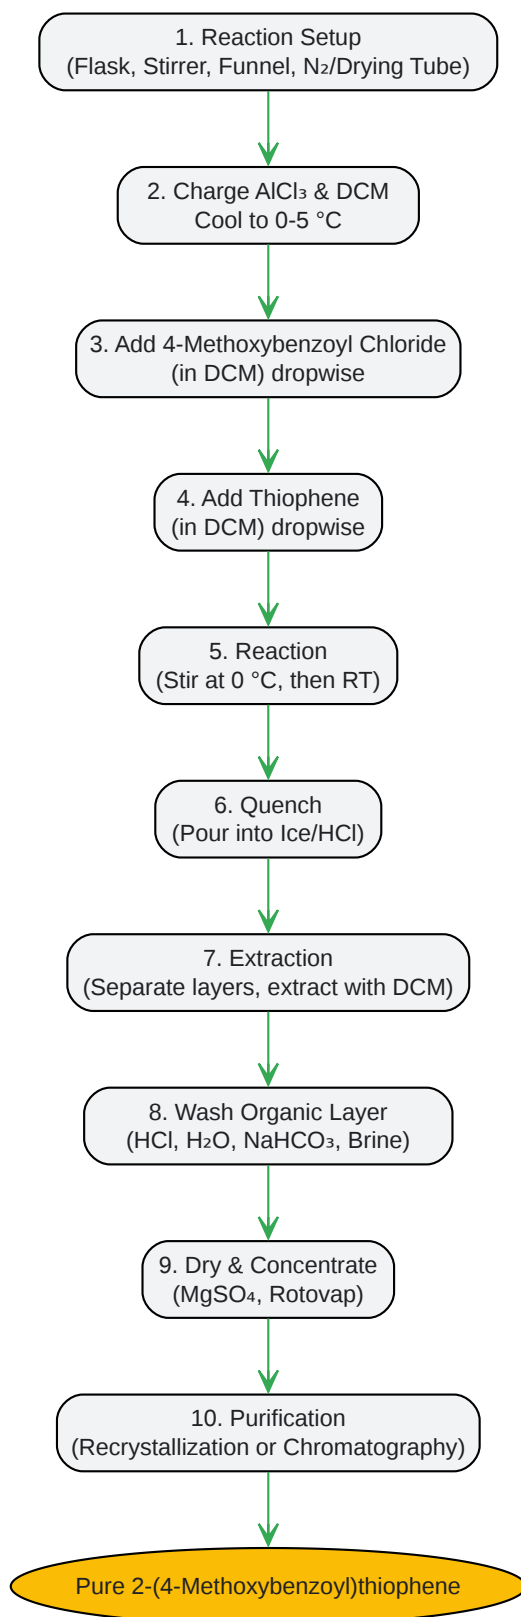 1. Reaction Setup
(Flask, Stirrer, Funnel, N₂/Drying Tube)
2. Charge AlCl₃ & DCM
Cool to 0-5 °C
3. Add 4-Methoxybenzoyl Chloride
(in DCM) dropwise
4. Add Thiophene
(in DCM) dropwise
5. Reaction
(Stir at 0 °C, then RT)
6. Quench
(Pour into Ice/HCl)
7. Extraction
(Separate layers, extract with DCM)
8. Wash Organic Layer
(HCl, H₂O, NaHCO₃, Brine)
9. Dry & Concentrate
(MgSO₄, Rotovap)
10. Purification
(Recrystallization or Chromatography)
Pure 2-(4-Methoxybenzoyl)thiophene